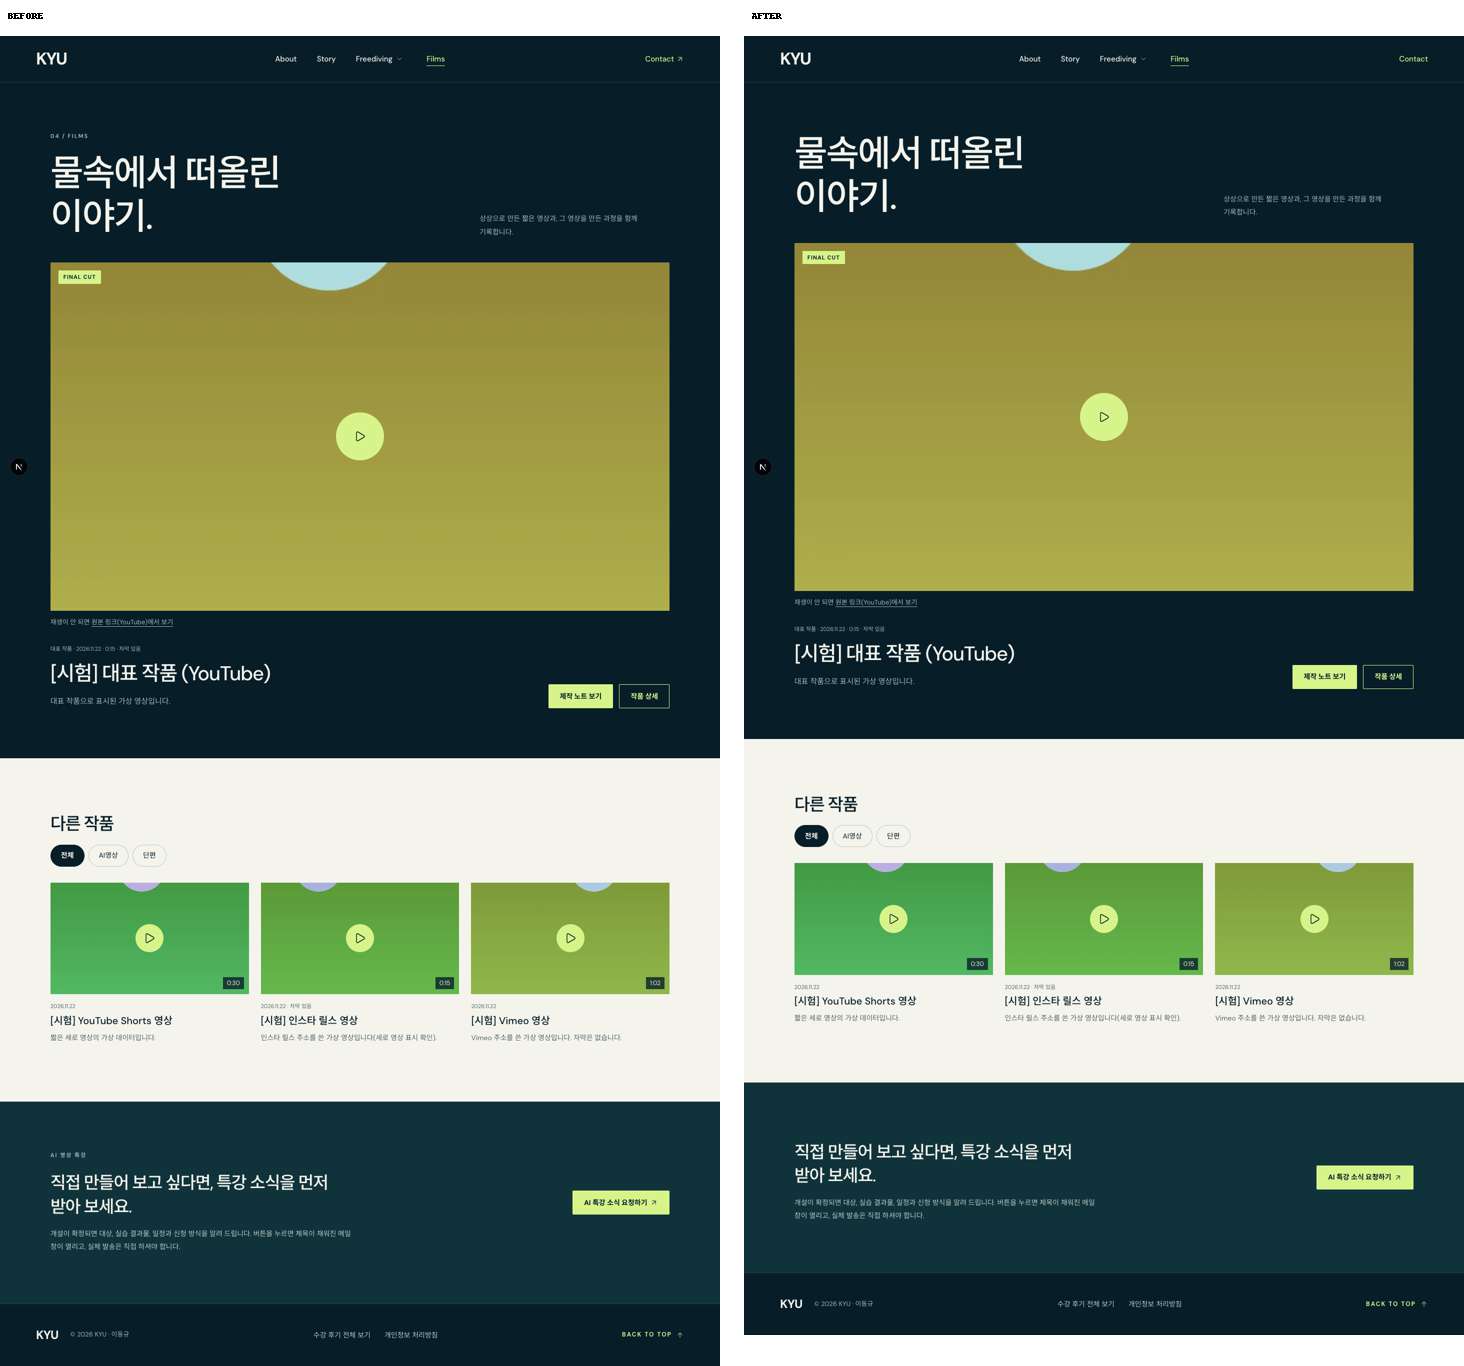 BEFORE
KYU
About
Story
Freediving
Films
Contact
04 / FILMS
물속에서 떠올린
이야기.
상상으로 만든 짧은 영상과, 그 영상을 만든 과정을 함께
기록합니다.
FINAL CUT
N
재생이 안 되면 원본 링크(YouTube)에서 보기
대표 작품 · 2026.11.22 · 0:15 · 자막 있음
[시험] 대표 작품 (YouTube)
대표 작품으로 표시된 가상 영상입니다.
제작 노트 보기
작품 상세
다른 작품
전체
AI영상
단편
0:30
0:15
1:02
2026.11.22
[시험] YouTube Shorts 영상
짧은 세로 영상의 가상 데이터입니다.
2026.11.22 · 자막 있음
[시험] 인스타 릴스 영상
인스타 릴스 주소를 쓴 가상 영상입니다(세로 영상 표시 확인).
2026.11.22
[시험] Vimeo 영상
Vimeo 주소를 쓴 가상 영상입니다. 자막은 없습니다.
AI 영상 특강
직접 만들어 보고 싶다면, 특강 소식을 먼저
받아 보세요.
개설이 확정되면 대상, 실습 결과물, 일정과 신청 방식을 알려 드립니다. 버튼을 누르면 제목이 채워진 메일
창이 열리고, 실제 발송은 직접 하셔야 합니다.
AI 특강 소식 요청하기
KYU
© 2026 KYU · 이동규
수강 후기 전체 보기
개인정보 처리방침
BACK TO TOP
AFTER
KYU
About
Story
Freediving
Films
Contact
물속에서 떠올린
이야기.
상상으로 만든 짧은 영상과, 그 영상을 만든 과정을 함께
기록합니다.
FINAL CUT
N
재생이 안 되면 원본 링크(YouTube)에서 보기
대표 작품 · 2026.11.22 · 0:15 · 자막 있음
[시험] 대표 작품 (YouTube)
대표 작품으로 표시된 가상 영상입니다.
제작 노트 보기
작품 상세
다른 작품
전체
AI영상
단편
0:30
0:15
1:02
2026.11.22
[시험] YouTube Shorts 영상
짧은 세로 영상의 가상 데이터입니다.
2026.11.22 · 자막 있음
[시험] 인스타 릴스 영상
인스타 릴스 주소를 쓴 가상 영상입니다(세로 영상 표시 확인).
2026.11.22
[시험] Vimeo 영상
Vimeo 주소를 쓴 가상 영상입니다. 자막은 없습니다.
직접 만들어 보고 싶다면, 특강 소식을 먼저
받아 보세요.
개설이 확정되면 대상, 실습 결과물, 일정과 신청 방식을 알려 드립니다. 버튼을 누르면 제목이 채워진 메일
창이 열리고, 실제 발송은 직접 하셔야 합니다.
AI 특강 소식 요청하기
KYU
© 2026 KYU · 이동규
수강 후기 전체 보기
개인정보 처리방침
BACK TO TOP